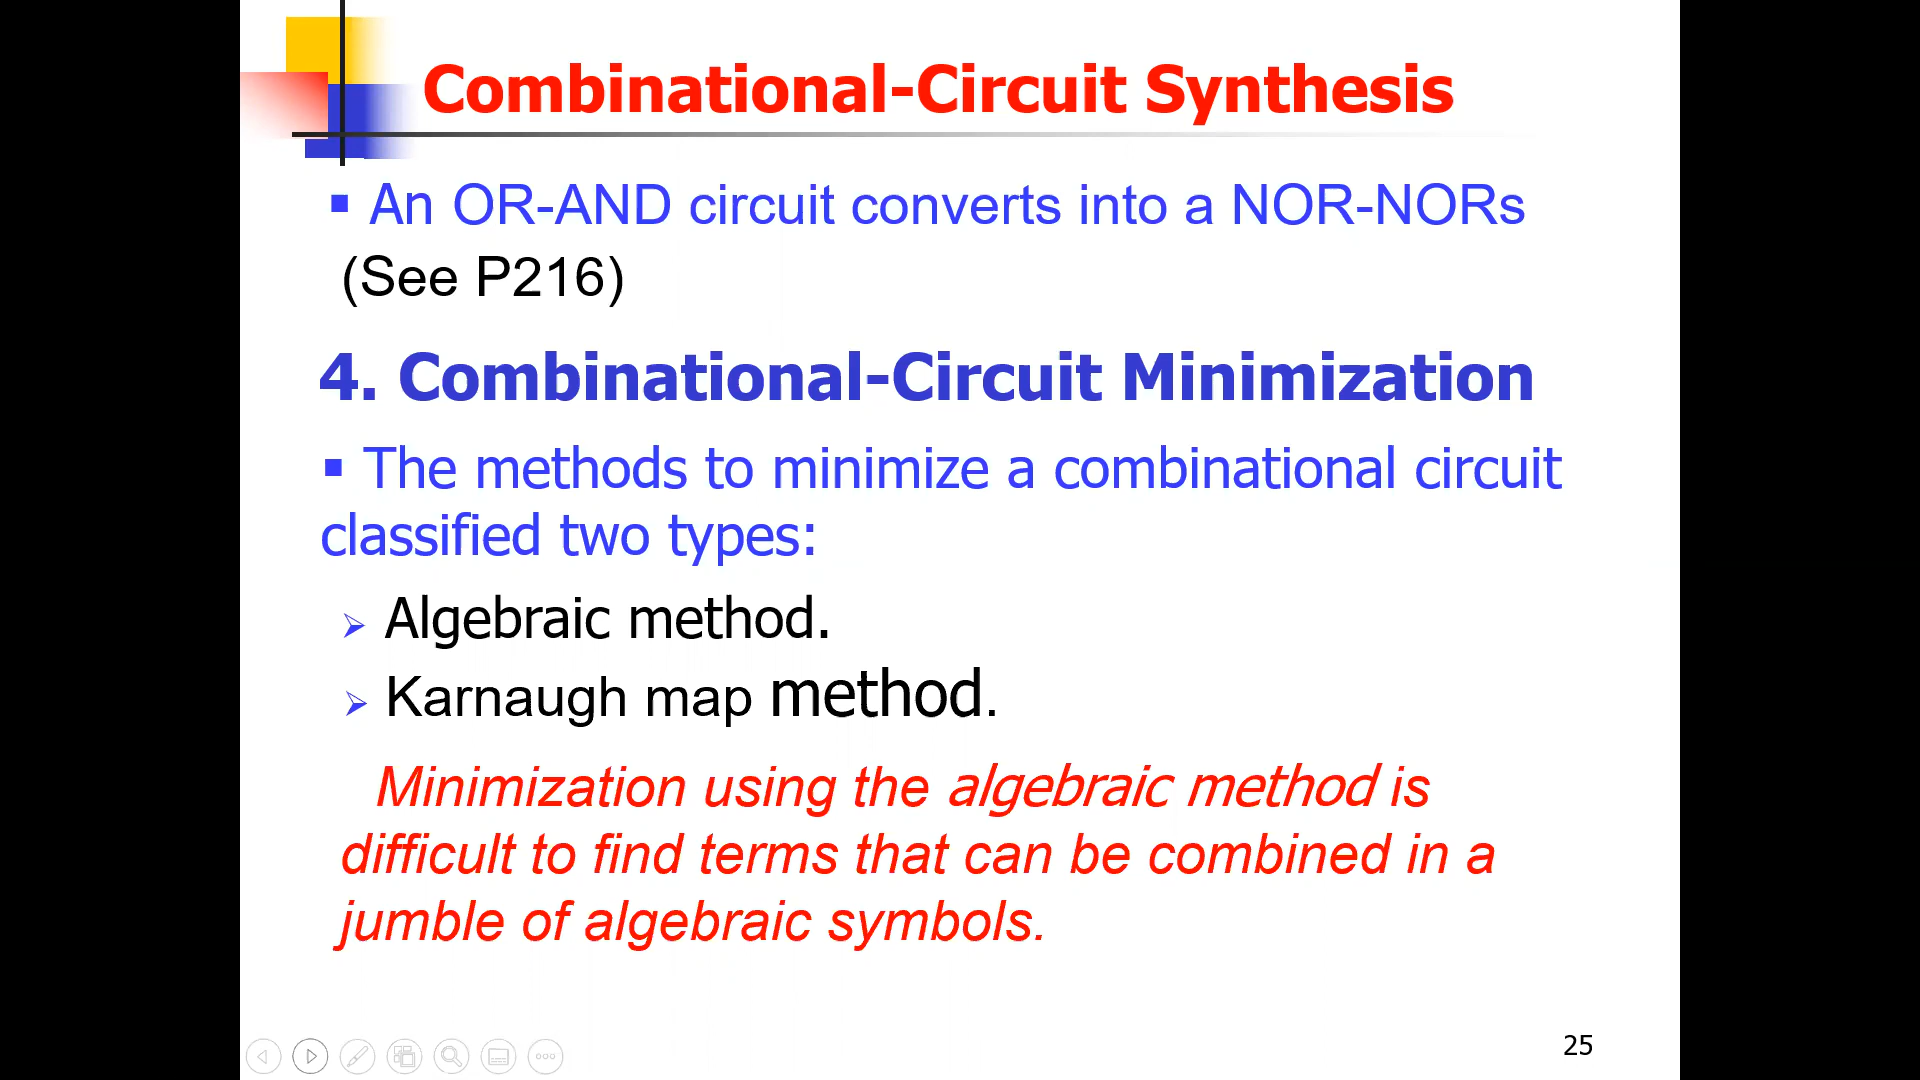 Combinational-Circuit Synthesis
An OR-AND circuit converts into a NOR-NORs
(See P216)
4. Combinational-Circuit Minimization
The methods to minimize a combinational circuit
classified two types:
Algebraic method.
Karnaugh map method.
Minimization using the algebraic method is
difficult to find terms that can be combined in a
jumble of algebraic symbols.
25